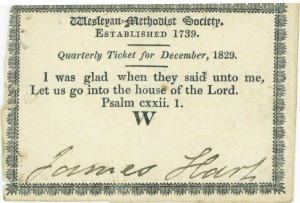 Wesleyan-Methodist Society.
ESTABLISHED 1739.
Quarterly Ticket for December, 1829.
I was glad when they said unto me,
Let us go into the house of the Lord.
Psalm cxxii. 1.
W
James Hart